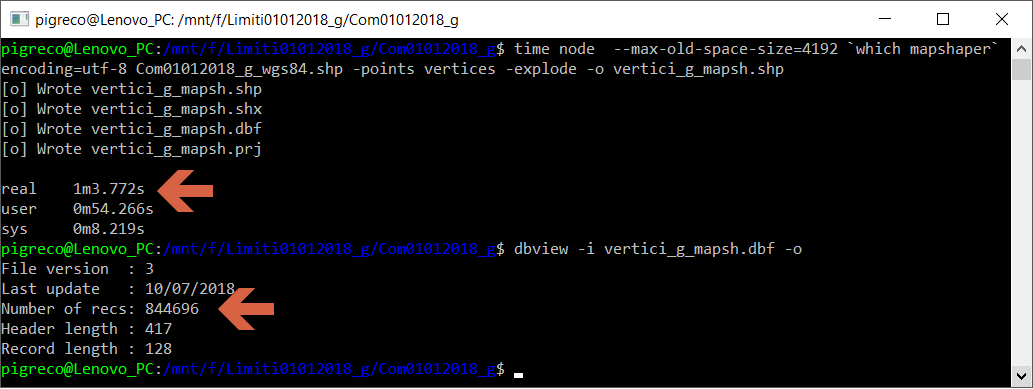 pigreco@Lenovo_PC: /mnt/f/Limiti01012018_g/Com01012018_g
pigreco@Lenovo_PC:/mnt/f/Limiti01012018_g/Com01012018_g$ time node  --max-old-space-size=4192 `which mapshaper`
encoding=utf-8 Com01012018_g_wgs84.shp -points vertices -explode -o vertici_g_mapsh.shp
[o] Wrote vertici_g_mapsh.shp
[o] Wrote vertici_g_mapsh.shx
[o] Wrote vertici_g_mapsh.dbf
[o] Wrote vertici_g_mapsh.prj
real    1m3.772s
user    0m54.266s
sys     0m8.219s
pigreco@Lenovo_PC:/mnt/f/Limiti01012018_g/Com01012018_g$ dbview -i vertici_g_mapsh.dbf -o
File version  : 3
Last update   : 10/07/2018
Number of recs: 844696
Header length : 417
Record length : 128
pigreco@Lenovo_PC:/mnt/f/Limiti01012018_g/Com01012018_g$